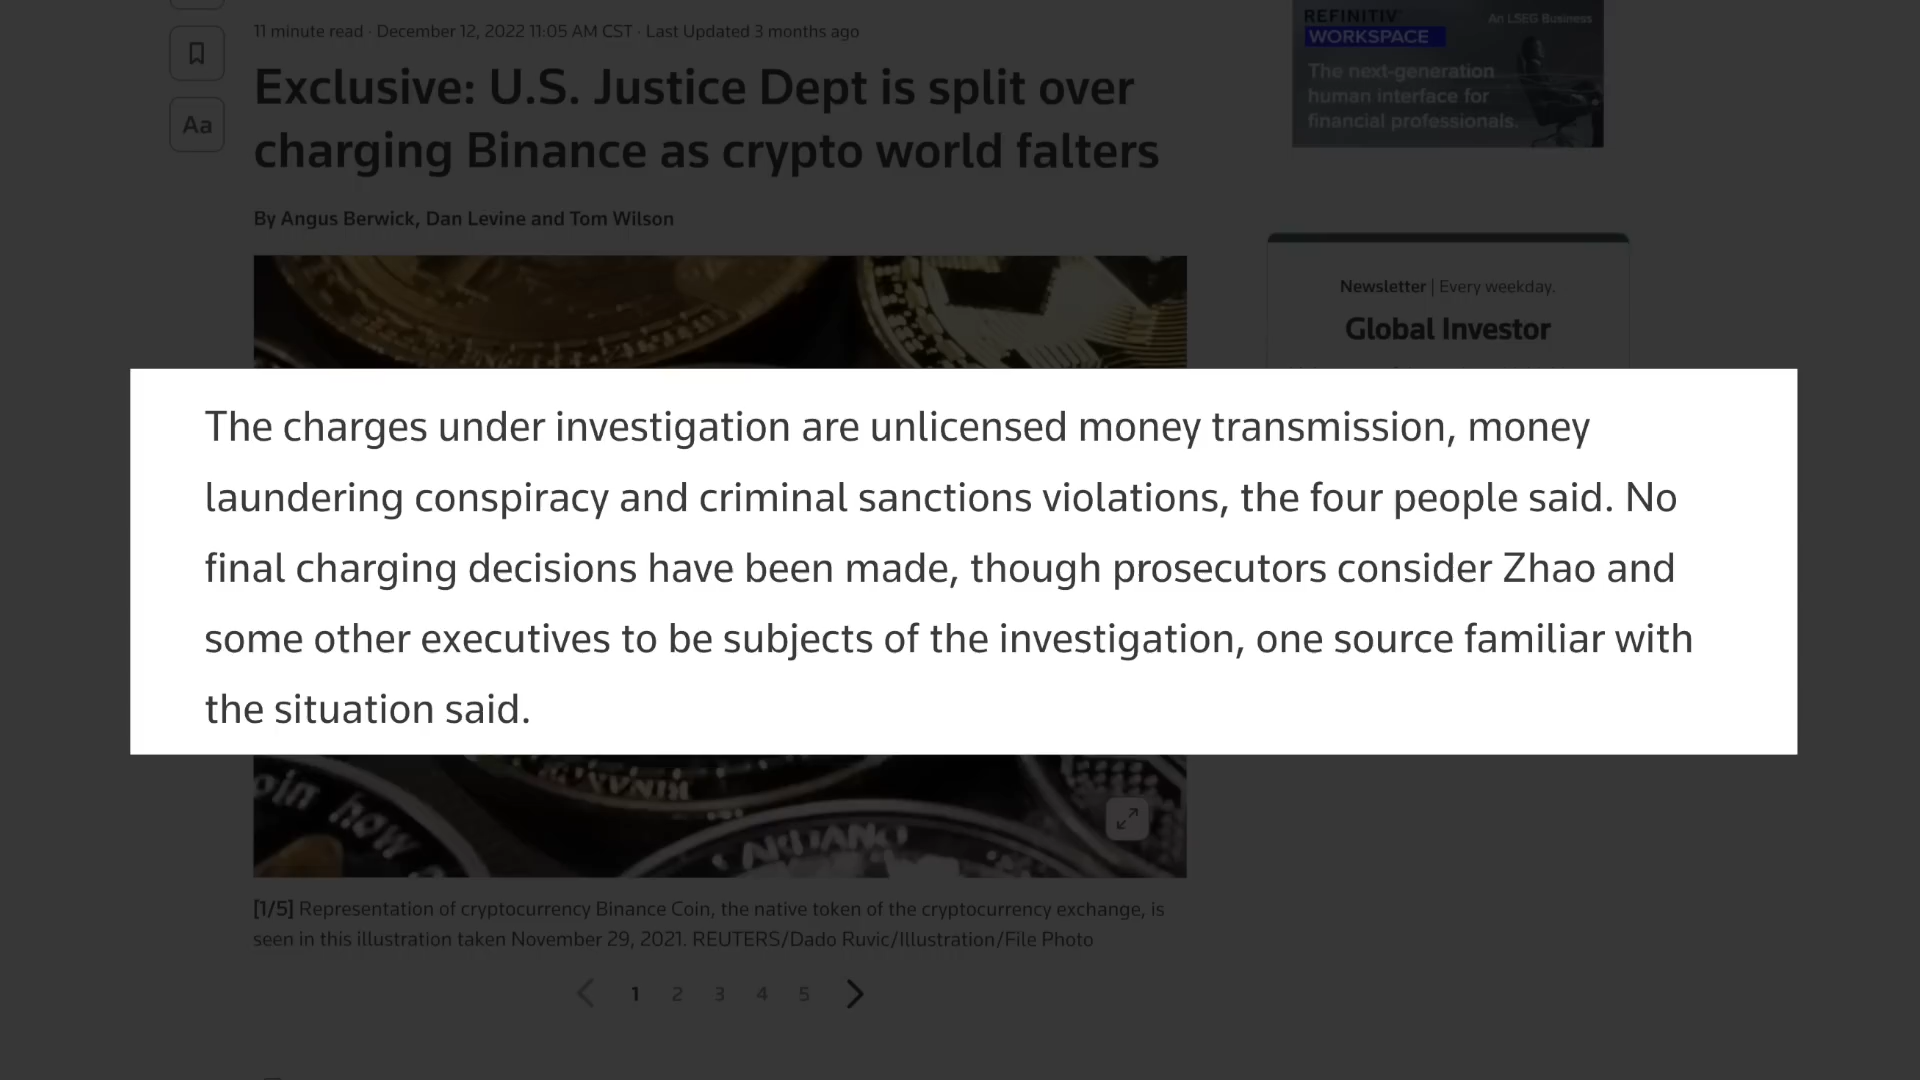 11 minute read · December 12, 2022 11:05 AM CST · Last Updated 3 months ago
Exclusive: U.S. Justice Dept is split over
charging Binance as crypto world falters
By Angus Berwick, Dan Levine and Tom Wilson
Aa
REFINITIV
An LSEG Business
WORKSPACE
The next-generation
human interface for
financial professionals.
Newsletter | Every weekday.
Global Investor
The charges under investigation are unlicensed money transmission, money
laundering conspiracy and criminal sanctions violations, the four people said. No
final charging decisions have been made, though prosecutors consider Zhao and
some other executives to be subjects of the investigation, one source familiar with
the situation said.
CARDANO
[1/5] Representation of cryptocurrency Binance Coin, the native token of the cryptocurrency exchange, is
seen in this illustration taken November 29, 2021. REUTERS/Dado Ruvic/Illustration/File Photo
1 2 3 4 5